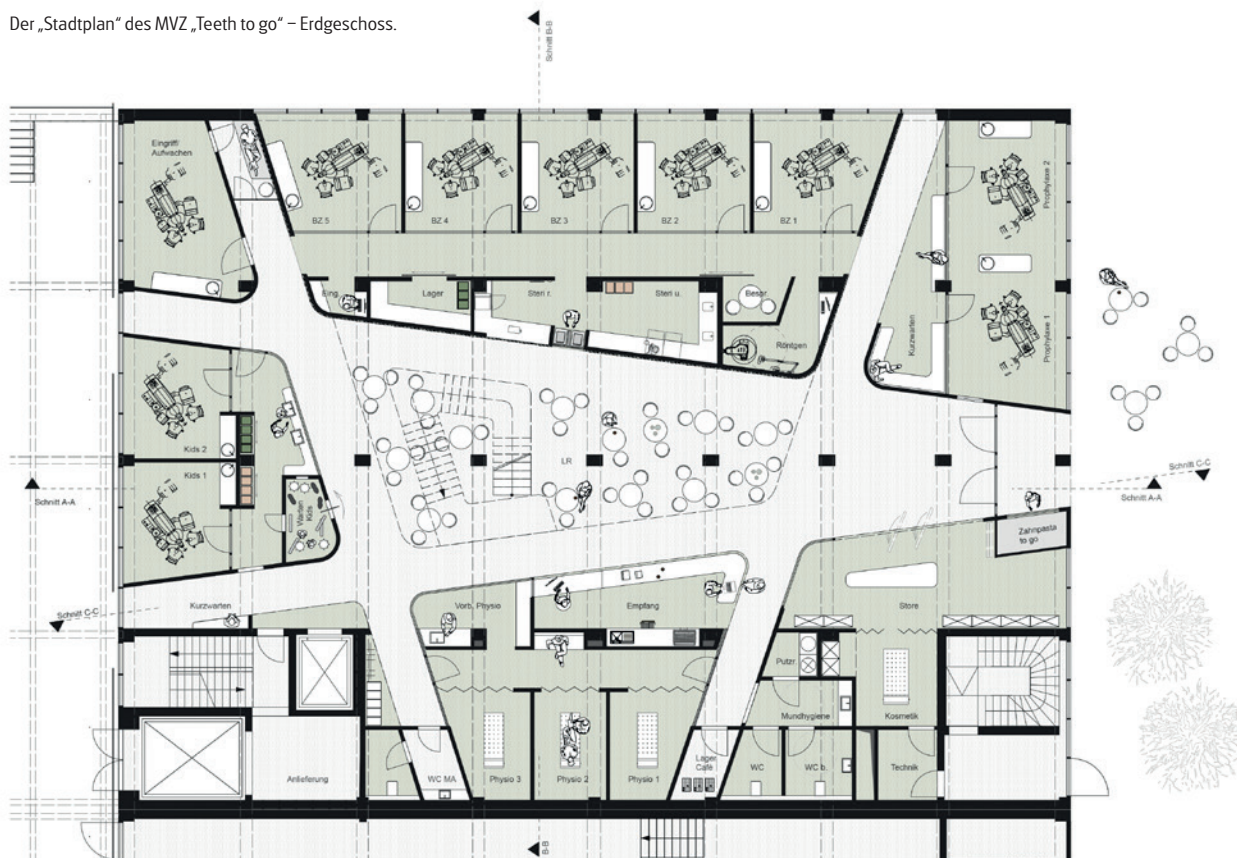 Der „Stadtplan“ des MVZ „Teeth to go“ – Erdgeschoss.
Schnitt B-B
Eingriff/
Aufwachen
BZ.5
BZ.4
BZ.3
BZ.2
BZ.1
Prophylaxe 2
Ging.
Lager
Steri r.
Steri u.
Bespr.
Röntgen
Kurzwarten
Prophylaxe 1
Kids 2
Kids 1
LR
Schnitt A-A
Warten
Kids
Schnitt C-C
Schnitt A-A
Zahnpasta
to go
Schnitt C-C
Kurzwarten
Vorb. Physio
Empfang
Store
Putzr.
Mundhygiene
Kosmetik
Anlieferung
WC MA
Physio 3
Physio 2
Physio 1
Lager
Café
WC
WC b.
Technik
B-B